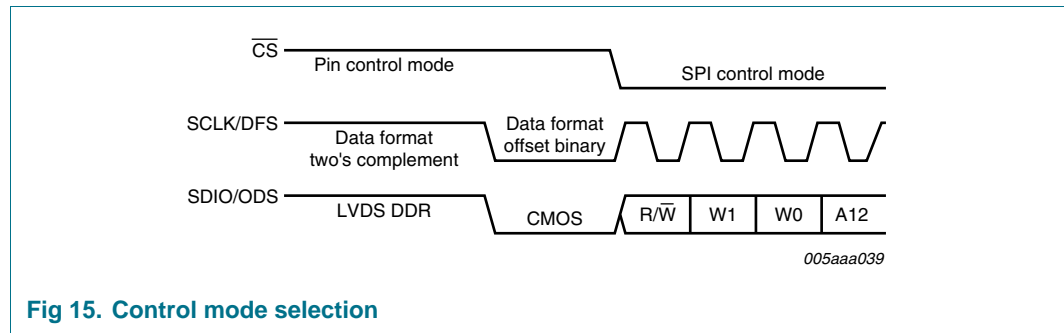 C̅S̅
Pin control mode
SPI control mode
SCLK/DFS
Data format
two's complement
Data format
offset binary
SDIO/ODS
LVDS DDR
CMOS
R/W̅
W1
W0
A12
005aaa039
Fig 15. Control mode selection